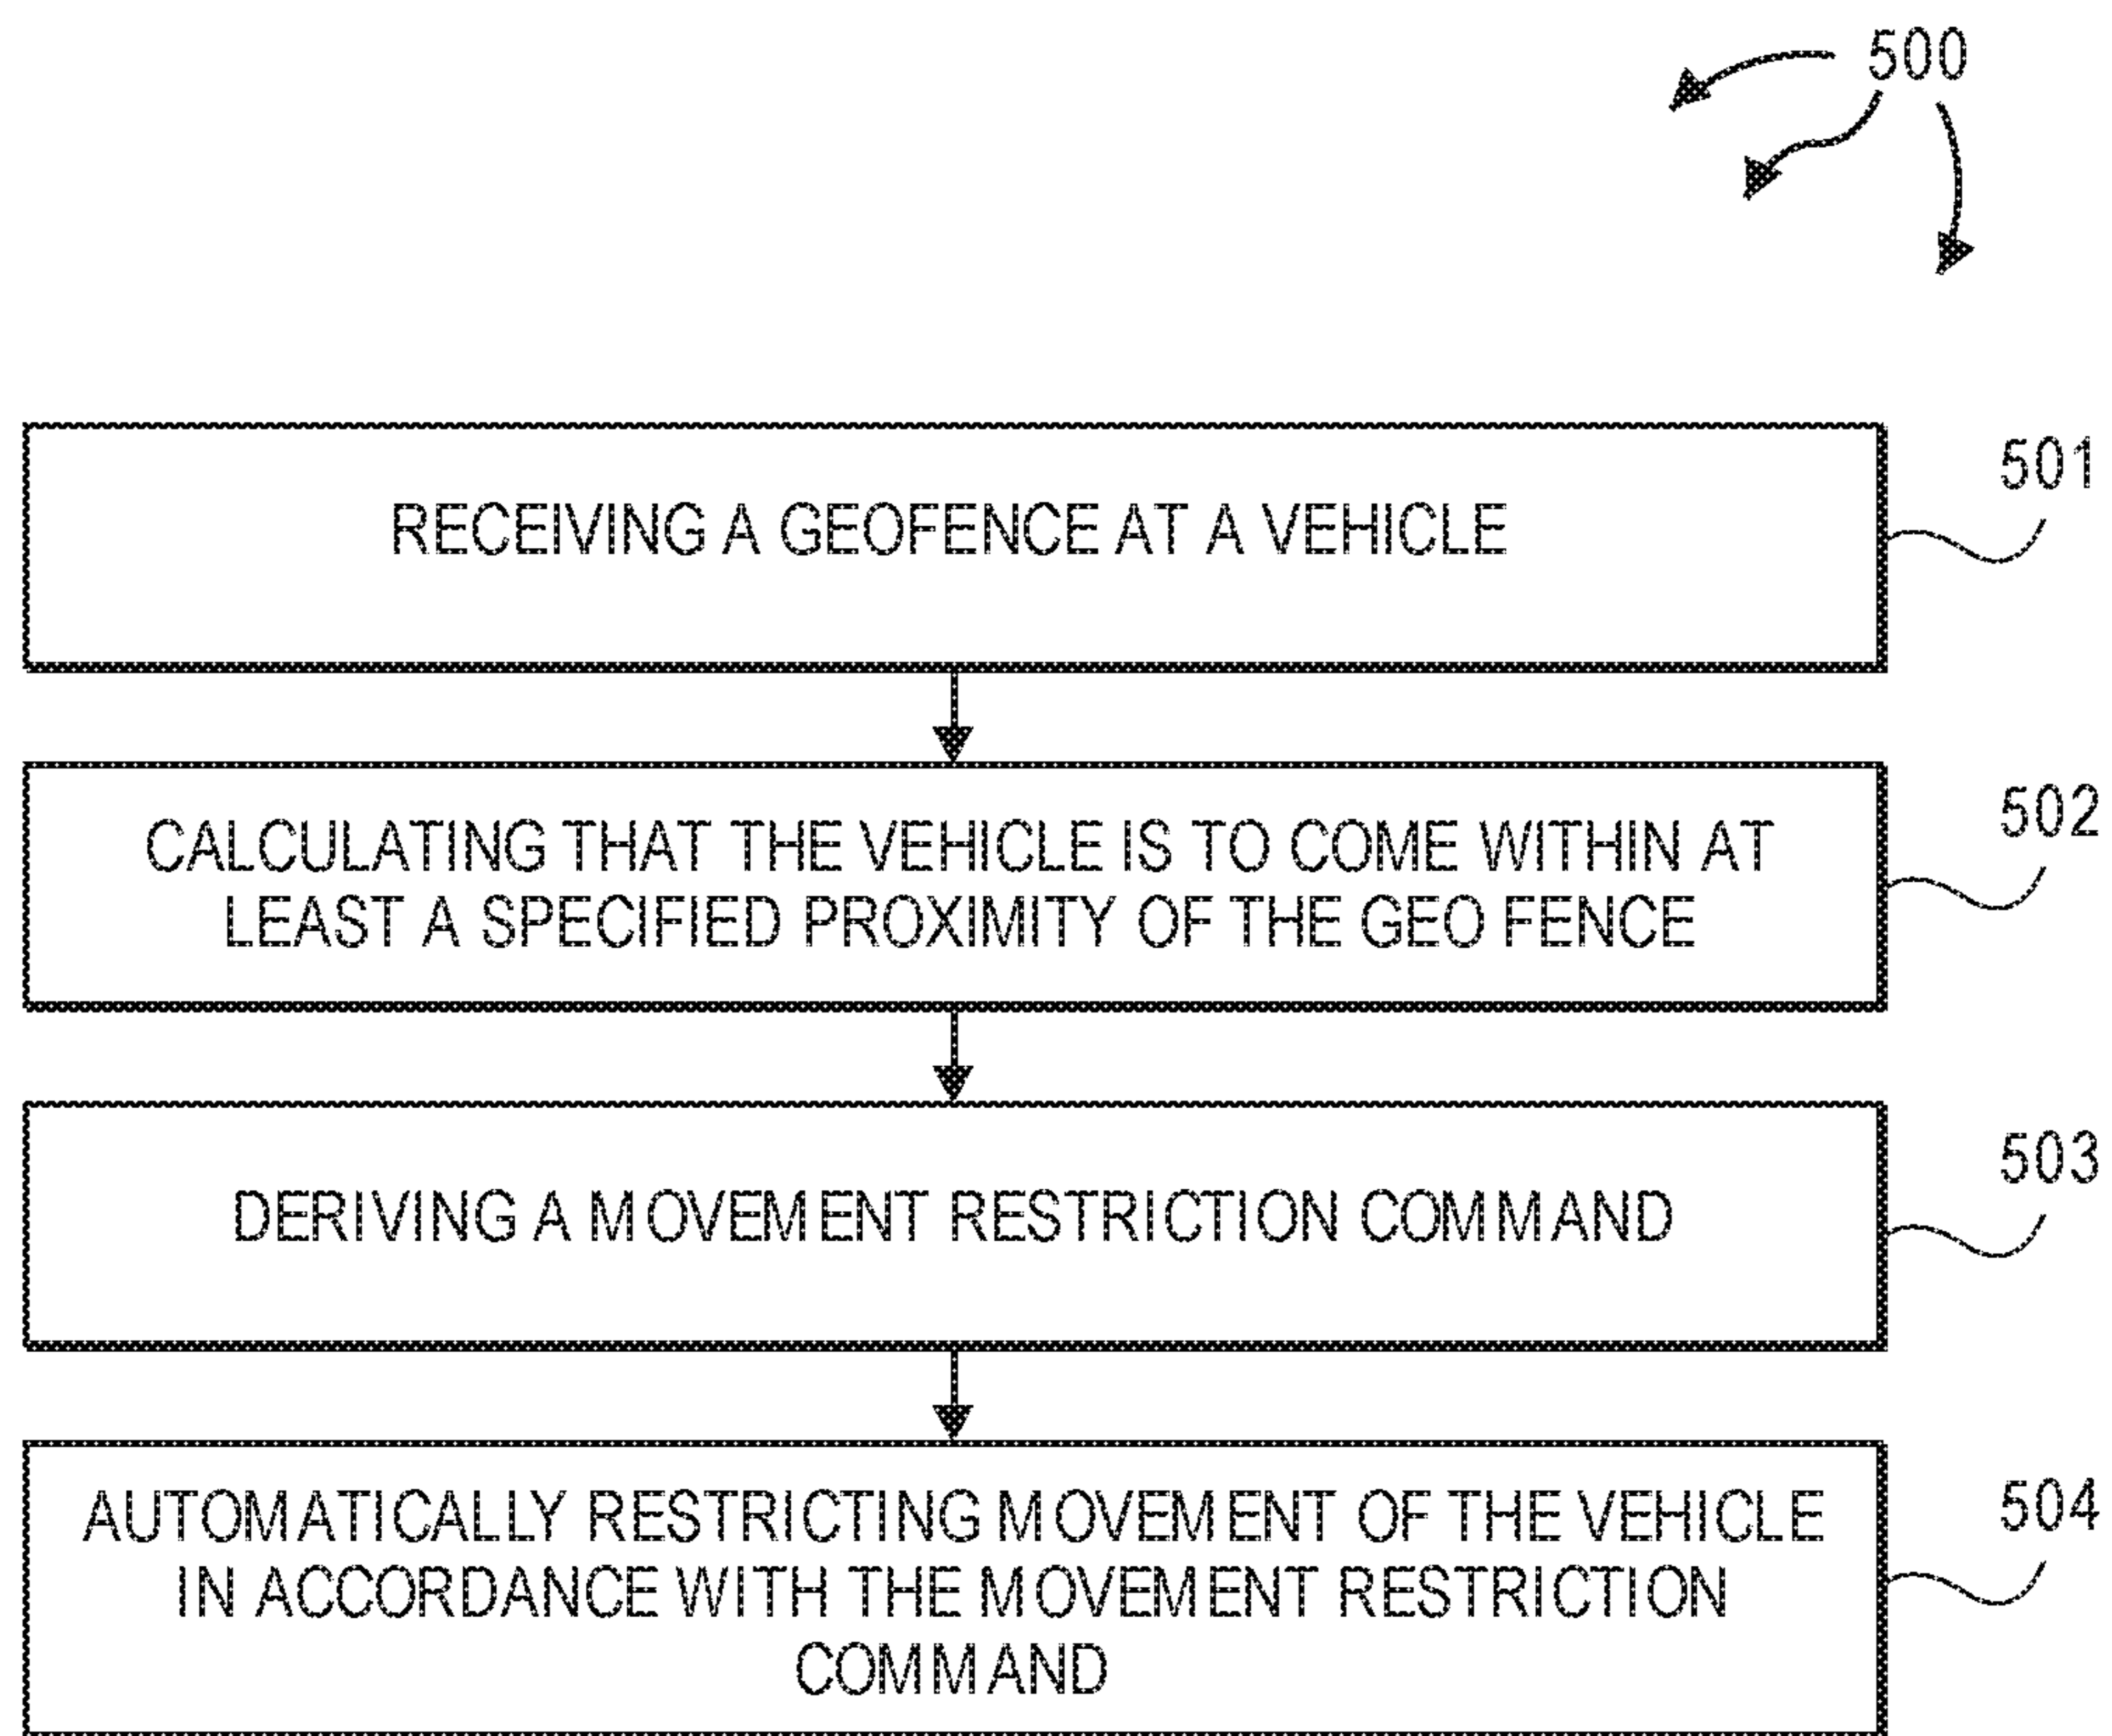 500
RECEIVING A GEOFENCE AT A VEHICLE
501
CALCULATING THAT THE VEHICLE IS TO COME WITHIN AT
LEAST A SPECIFIED PROXIMITY OF THE GEO FENCE
502
DERIVING A MOVEMENT RESTRICTION COMMAND
503
AUTOMATICALLY RESTRICTING MOVEMENT OF THE VEHICLE
IN ACCORDANCE WITH THE MOVEMENT RESTRICTION
COMMAND
504